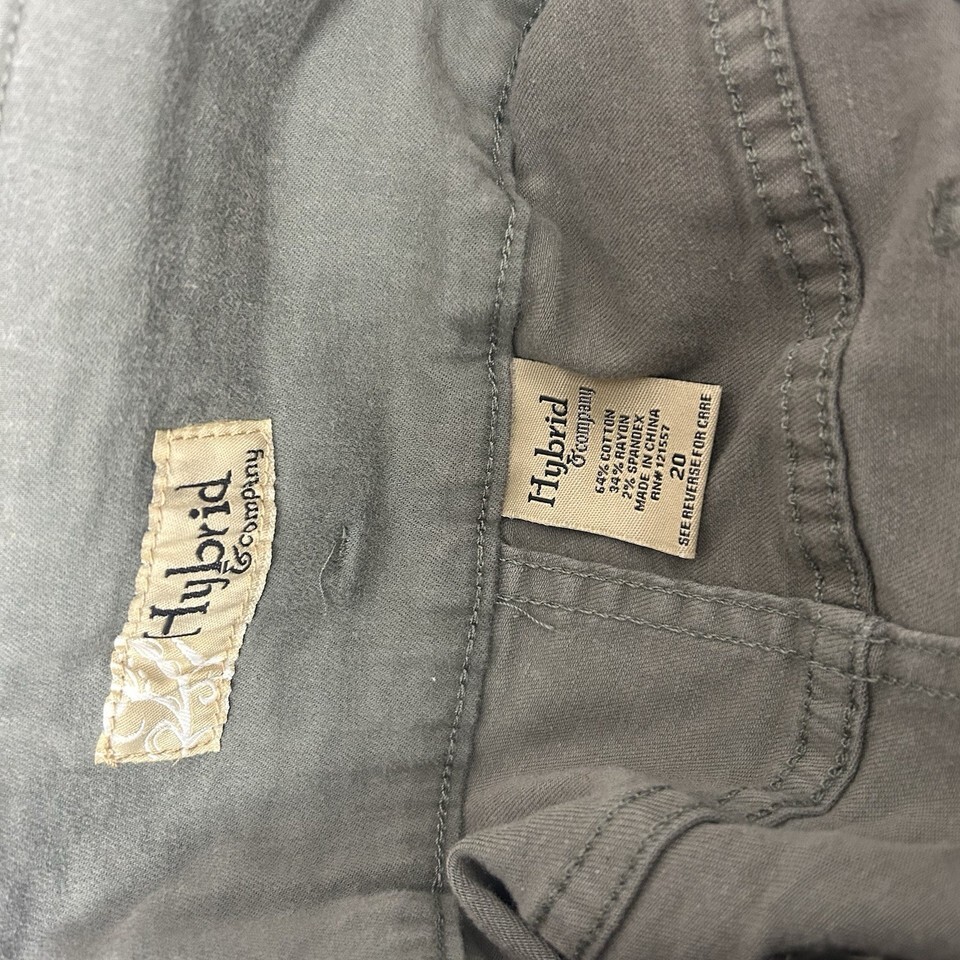 Hybrid
& company
Hybrid
& company
64% COTTON
34% RAYON
2% SPANDEX
MADE IN CHINA
RN# 121557
20
SEE REVERSE FOR CARE